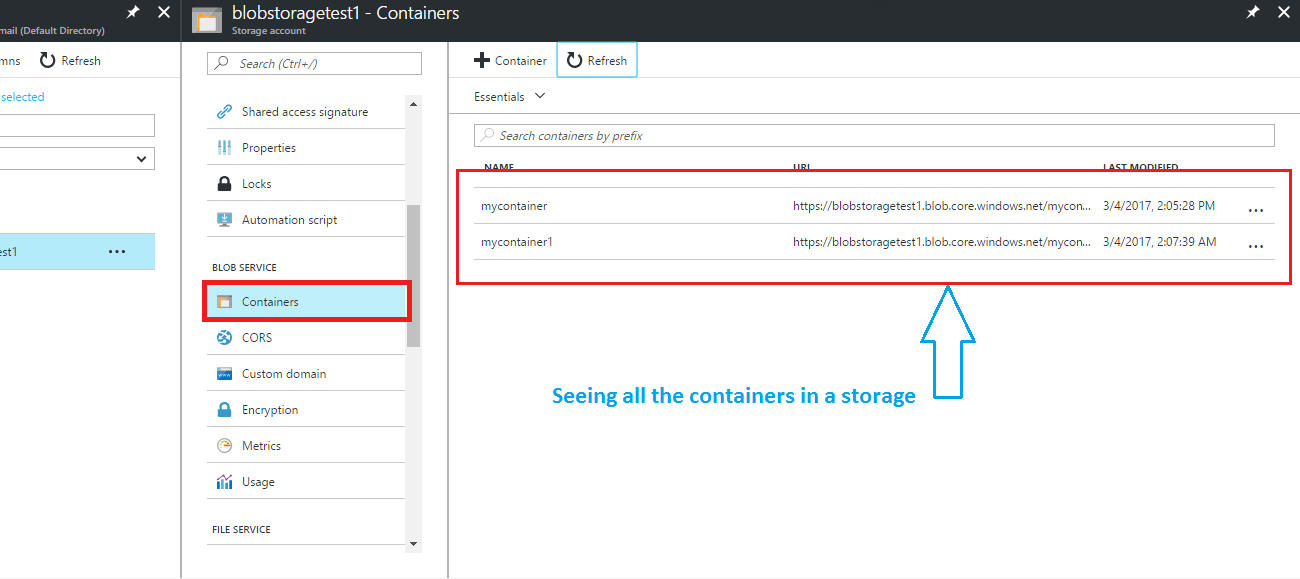 blobstoragetest1 - Containers
Storage account
mail (Default Directory)
mns
Refresh
selected
est1
Search (Ctrl+/)
Shared access signature
Properties
Locks
Automation script
BLOB SERVICE
Containers
CORS
Custom domain
Encryption
Metrics
Usage
FILE SERVICE
Container
Refresh
Essentials
Search containers by prefix
NAME URL LAST MODIFIED
mycontainer https://blobstoragetest1.blob.core.windows.net/mycon... 3/4/2017, 2:05:28 PM ...
mycontainer1 https://blobstoragetest1.blob.core.windows.net/mycon... 3/4/2017, 2:07:39 AM ...
Seeing all the containers in a storage